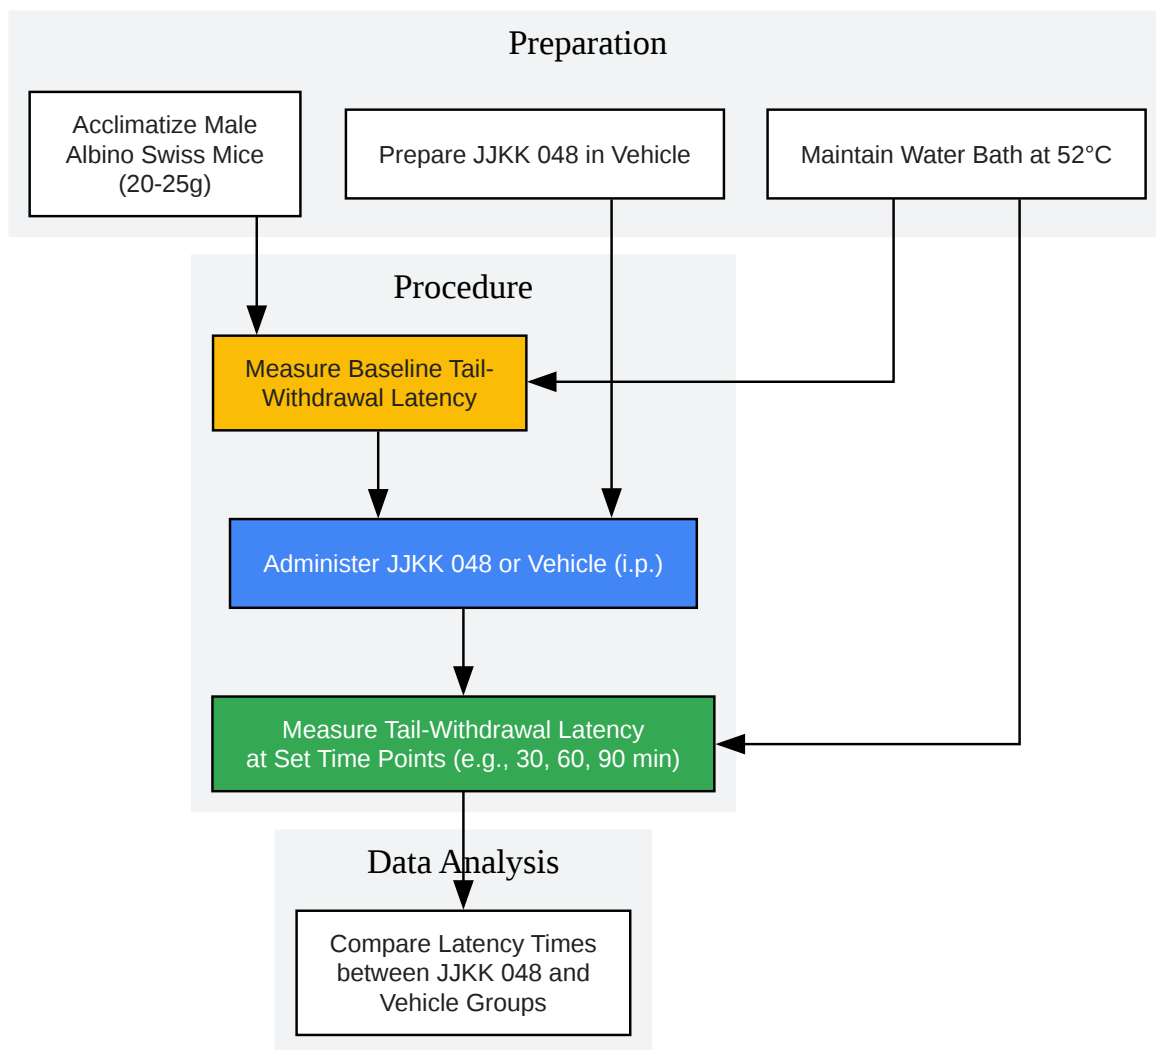 Preparation
Acclimatize Male
Albino Swiss Mice
(20-25g)
Prepare JJKK 048 in Vehicle
Maintain Water Bath at 52°C
Procedure
Measure Baseline Tail-
Withdrawal Latency
Administer JJKK 048 or Vehicle (i.p.)
Measure Tail-Withdrawal Latency
at Set Time Points (e.g., 30, 60, 90 min)
Data Analysis
Compare Latency Times
between JJKK 048 and
Vehicle Groups